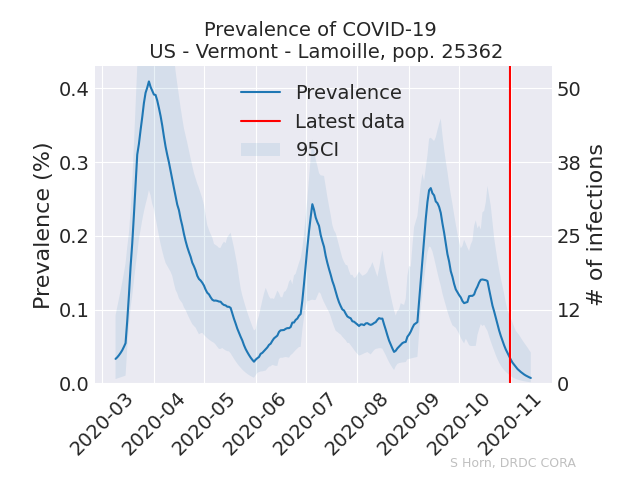 Prevalence of COVID-19
US - Vermont - Lamoille, pop. 25362
Prevalence (%)
0.4
0.3
0.2
0.1
0.0
Prevalence
Latest data
95CI
50
38
25
12
0
# of infections
2020-03
2020-04
2020-05
2020-06
2020-07
2020-08
2020-09
2020-10
2020-11
S Horn, DRDC CORA